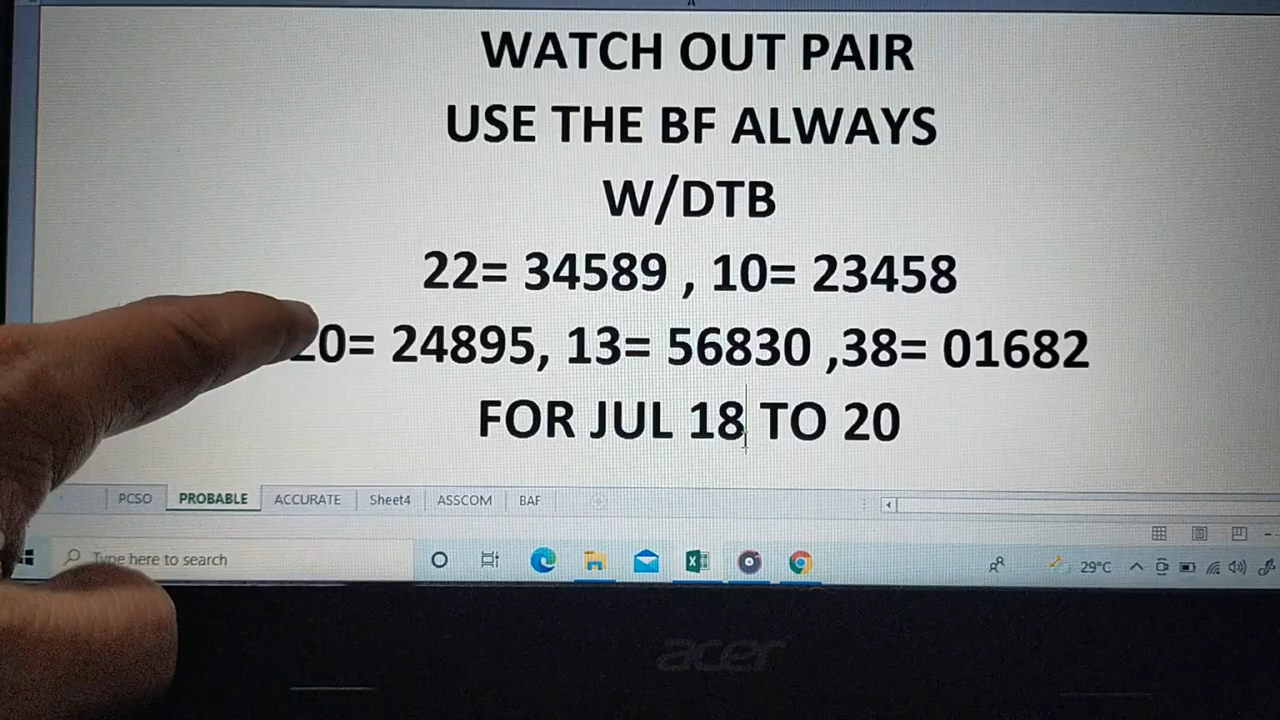 WATCH OUT PAIR
USE THE BF ALWAYS
W/DTB
22= 34589 , 10= 23458
20= 24895, 13= 56830 ,38= 01682
FOR JUL 18 TO 20
PCSO PROBABLE ACCURATE Sheet4 ASSCOM BAF
Type here to search
29°C
acer